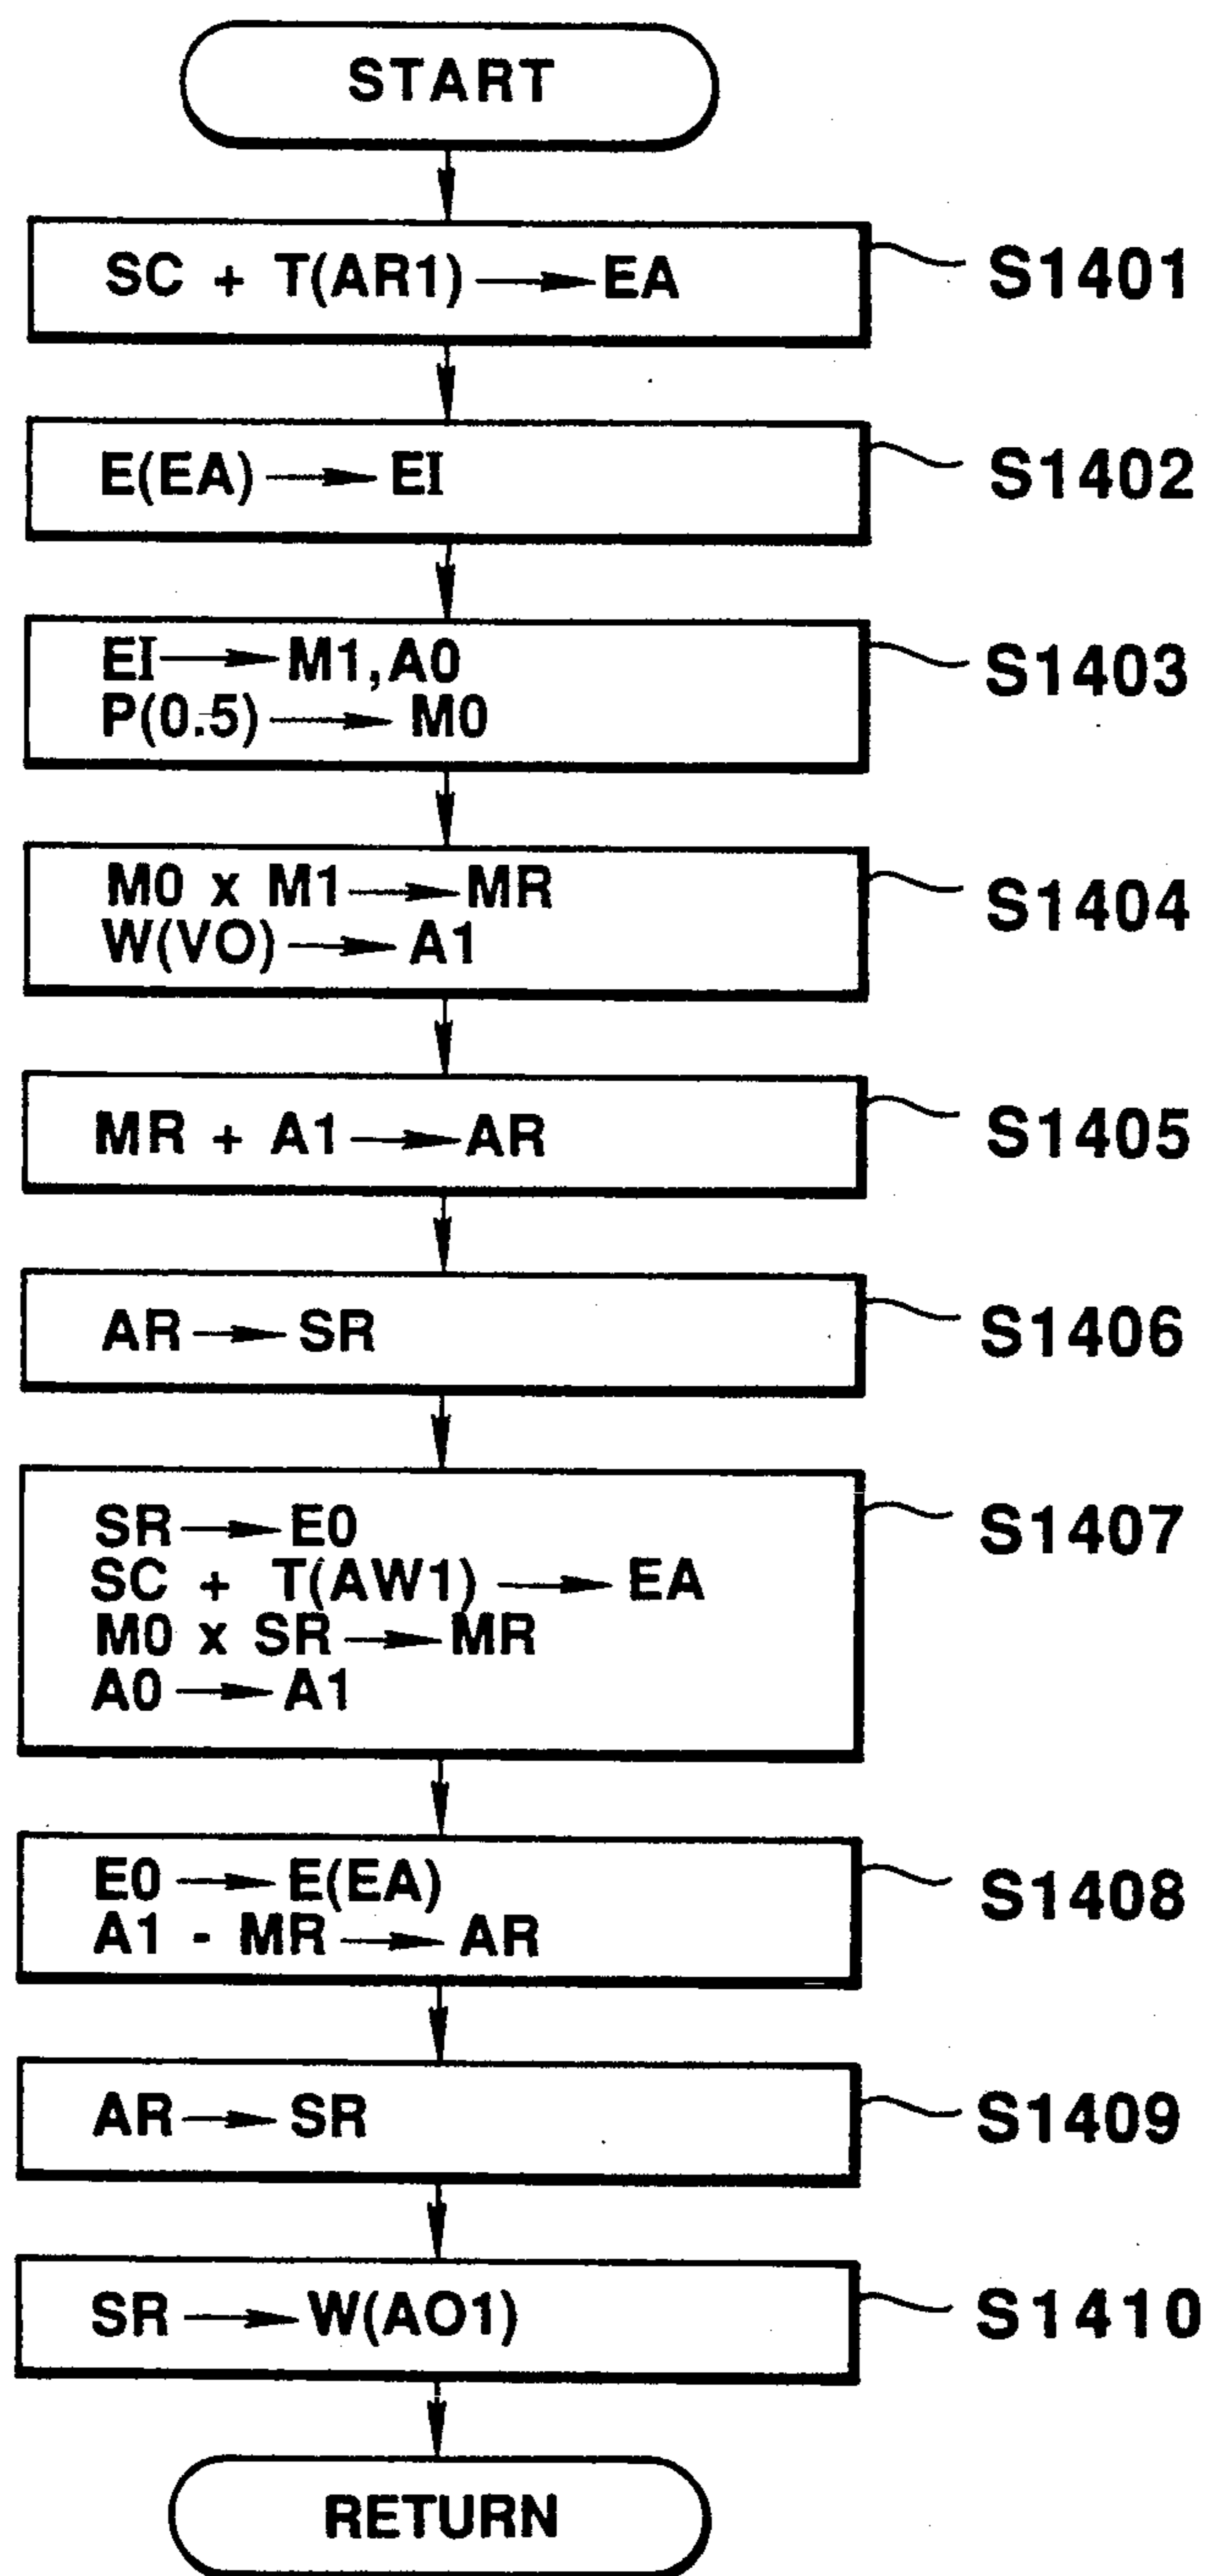 START
SC + T(AR1) → EA
S1401
E(EA) → EI
S1402
EI → M1,A0
P(0.5) → M0
S1403
M0 x M1 → MR
W(VO) → A1
S1404
MR + A1 → AR
S1405
AR → SR
S1406
SR → E0
SC + T(AW1) → EA
M0 x SR → MR
A0 → A1
S1407
E0 → E(EA)
A1 - MR → AR
S1408
AR → SR
S1409
SR → W(AO1)
S1410
RETURN